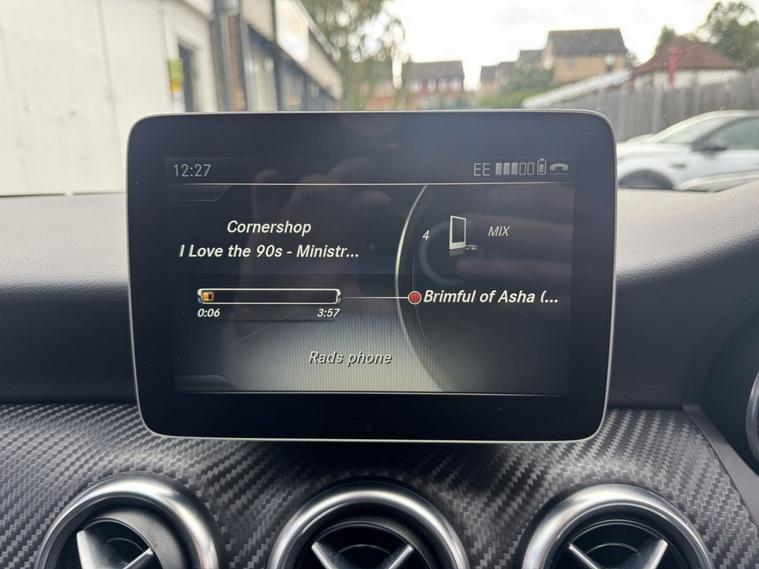 12:27
EE
Cornershop
I Love the 90s - Ministr...
4
MIX
Brimful of Asha (...
0:06
3:57
Rads phone